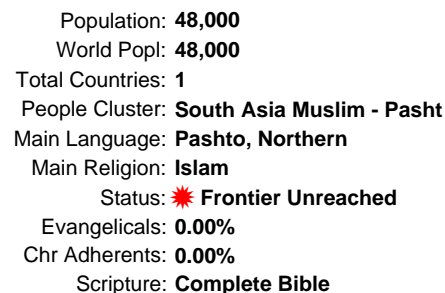 Population: 48,000
World Popl: 48,000
Total Countries: 1
People Cluster: South Asia Muslim - Pasht
Main Language: Pashto, Northern
Main Religion: Islam
Status: Frontier Unreached
Evangelicals: 0.00%
Chr Adherents: 0.00%
Scripture: Complete Bible